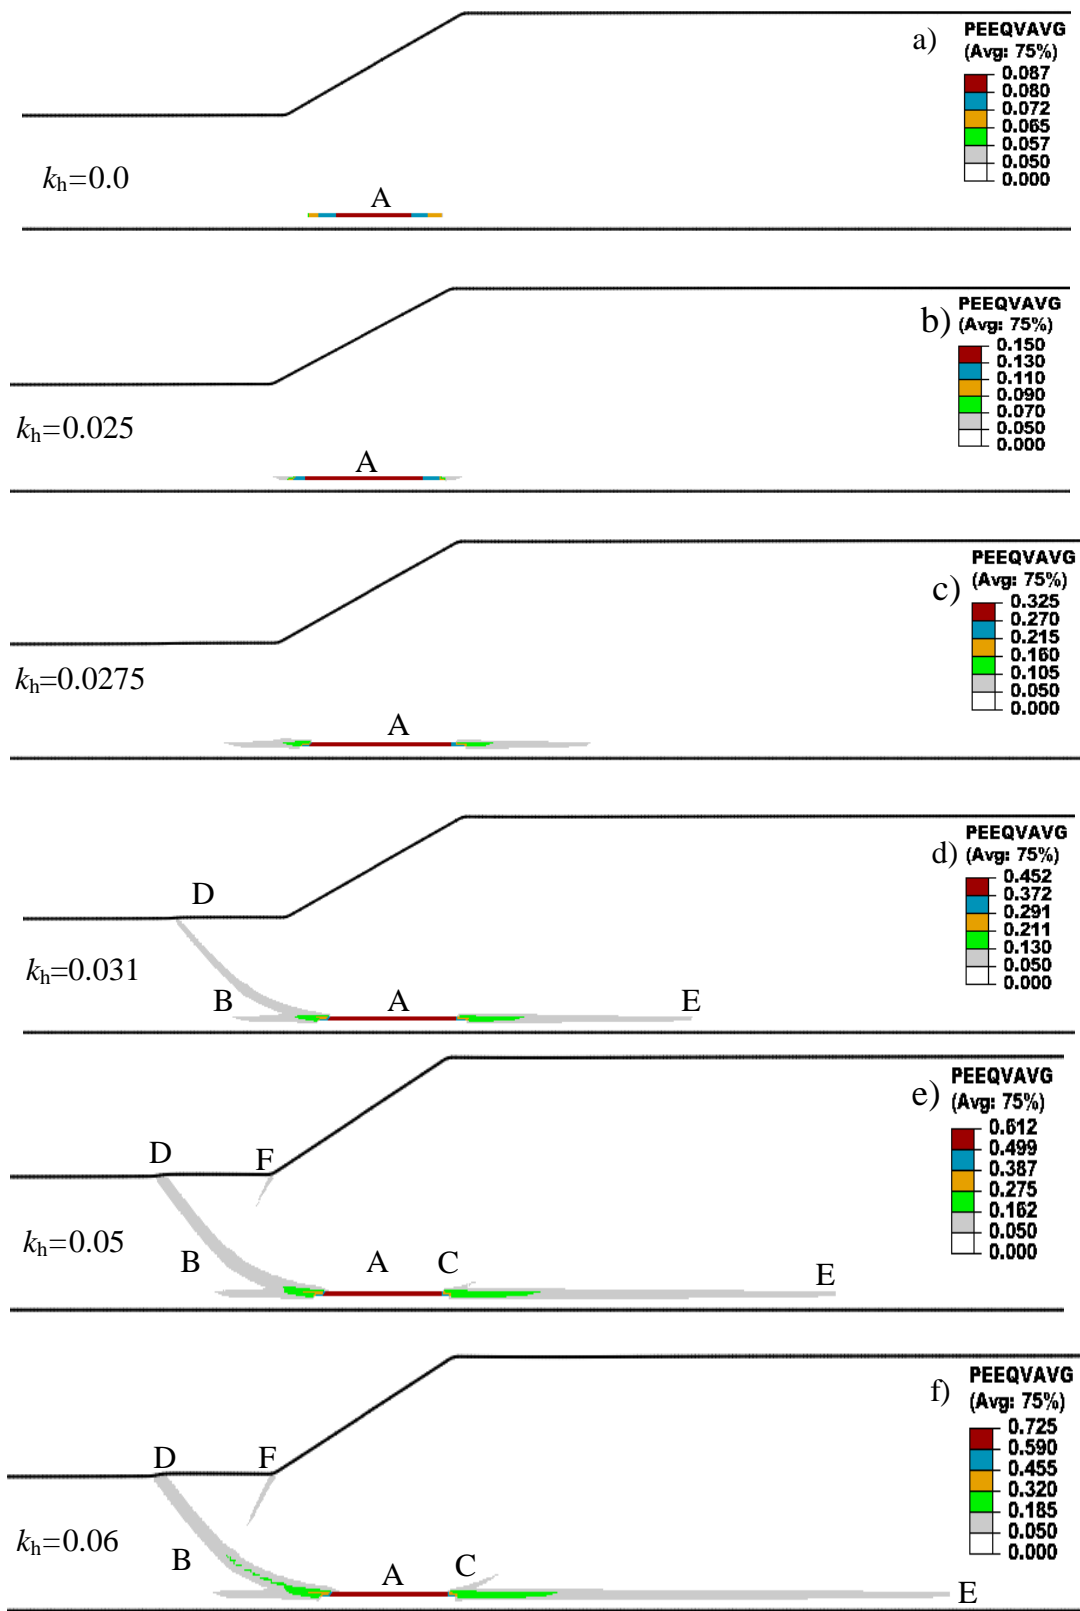 a)
PEEQVAVG
(Avg: 75%)
0.087
0.080
0.072
0.065
0.057
0.050
0.000
kh=0.0
A
b)
PEEQVAVG
(Avg: 75%)
0.150
0.130
0.110
0.090
0.070
0.050
0.000
kh=0.025
A
c)
PEEQVAVG
(Avg: 75%)
0.325
0.270
0.215
0.160
0.105
0.050
0.000
kh=0.0275
A
d)
PEEQVAVG
(Avg: 75%)
0.452
0.372
0.291
0.211
0.130
0.050
0.000
D
kh=0.031
B A E
e)
PEEQVAVG
(Avg: 75%)
0.612
0.499
0.387
0.275
0.162
0.050
0.000
D F
kh=0.05
B A C E
f)
PEEQVAVG
(Avg: 75%)
0.725
0.590
0.455
0.320
0.185
0.050
0.000
D F
kh=0.06
B A C E